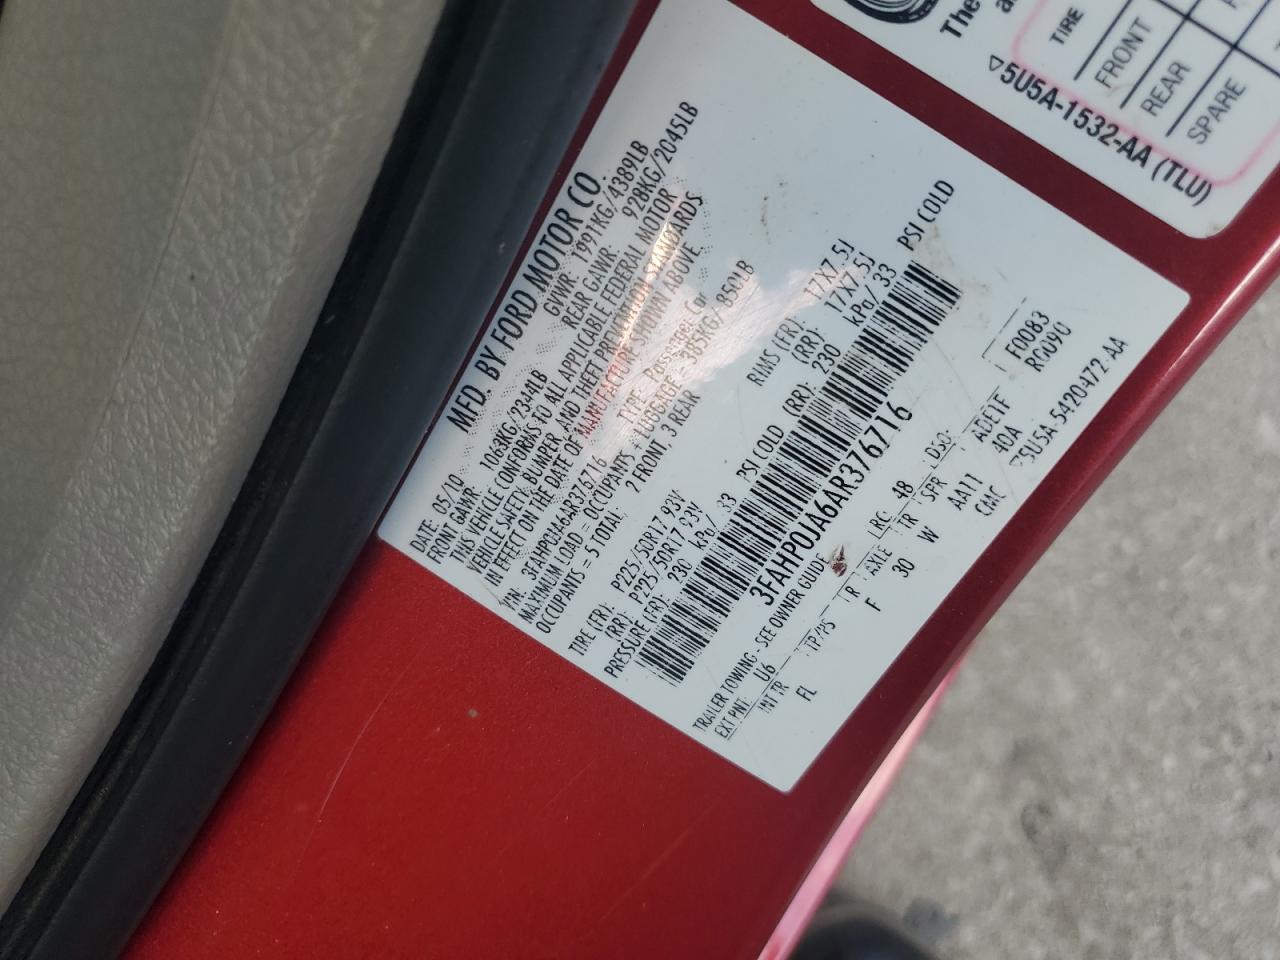 MFD. BY FORD MOTOR CO.
DATE: 05/10 GVWR: 1991KG/4389LB
FRONT GAWR: 1063KG/2344LB REAR GAWR: 928KG/2045LB
THIS VEHICLE CONFORMS TO ALL APPLICABLE FEDERAL MOTOR
VEHICLE SAFETY, BUMPER AND THEFT PREVENTION STANDARDS
IN EFFECT ON THE DATE OF MANUFACTURE SHOWN ABOVE.
VIN: 3FAHP0JA6AR376716 TYPE: Passenger Car
MAXIMUM LOAD = OCCUPANTS + LUGGAGE = 385KG/ 850LB
OCCUPANTS = 5 TOTAL: 2 FRONT, 3 REAR
TIRE (FR): P225/50R17 93V RIMS (FR): 17X7.5J
(RR): P225/50R17 93V (RR): 17X7.5J
PRESSURE (FR): 230 kPa/ 33 PSI COLD (RR): 230 kPa/ 33 PSI COLD
3FAHP0JA6AR376716
TRAILER TOWING - SEE OWNER GUIDE
EXT PNT: U6 RC: 48 DSO: F0083
INT TR TP/PS R AXLE TR SPR R0090
FL F 30 W AA11 ADE1F
CMC 40A
▽5U5A-5420472-AA
The
TIRE
FRONT
REAR
SPARE
▽5U5A-1532-AA (TLU)